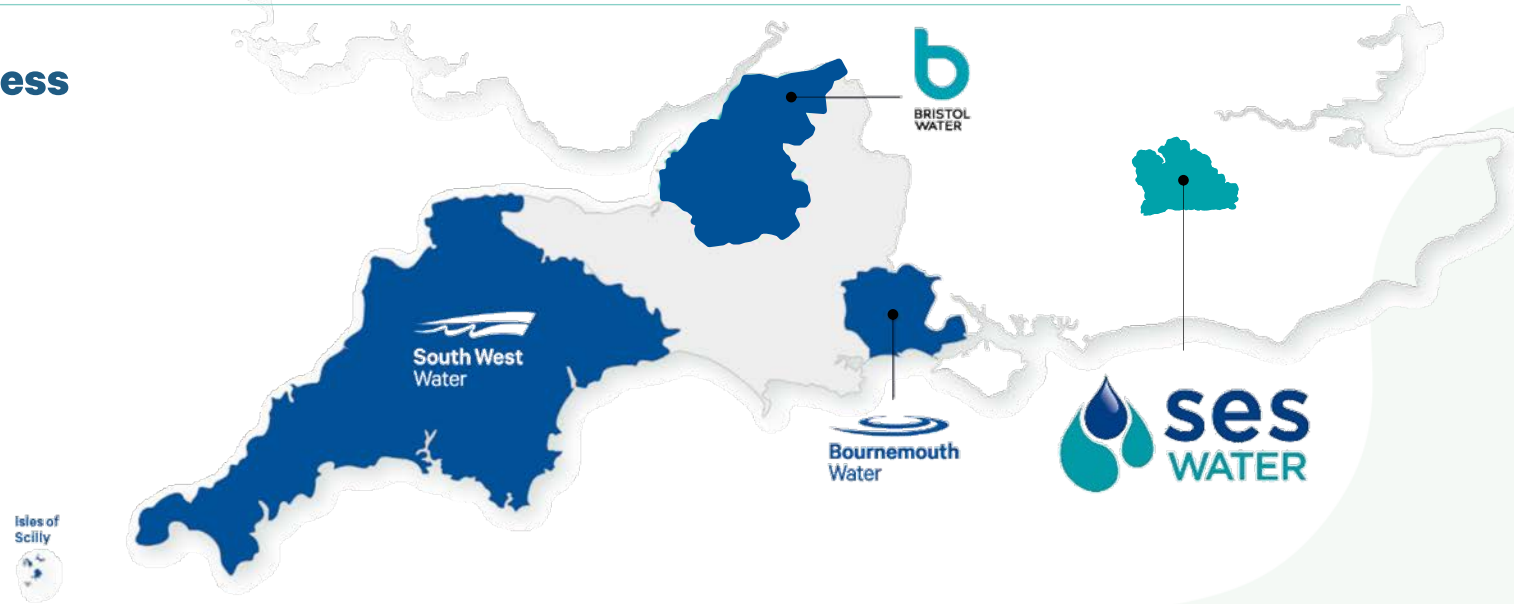 ess
b
BRISTOL
WATER
South West
Water
Bournemouth
Water
ses
WATER
Isles of
Scilly